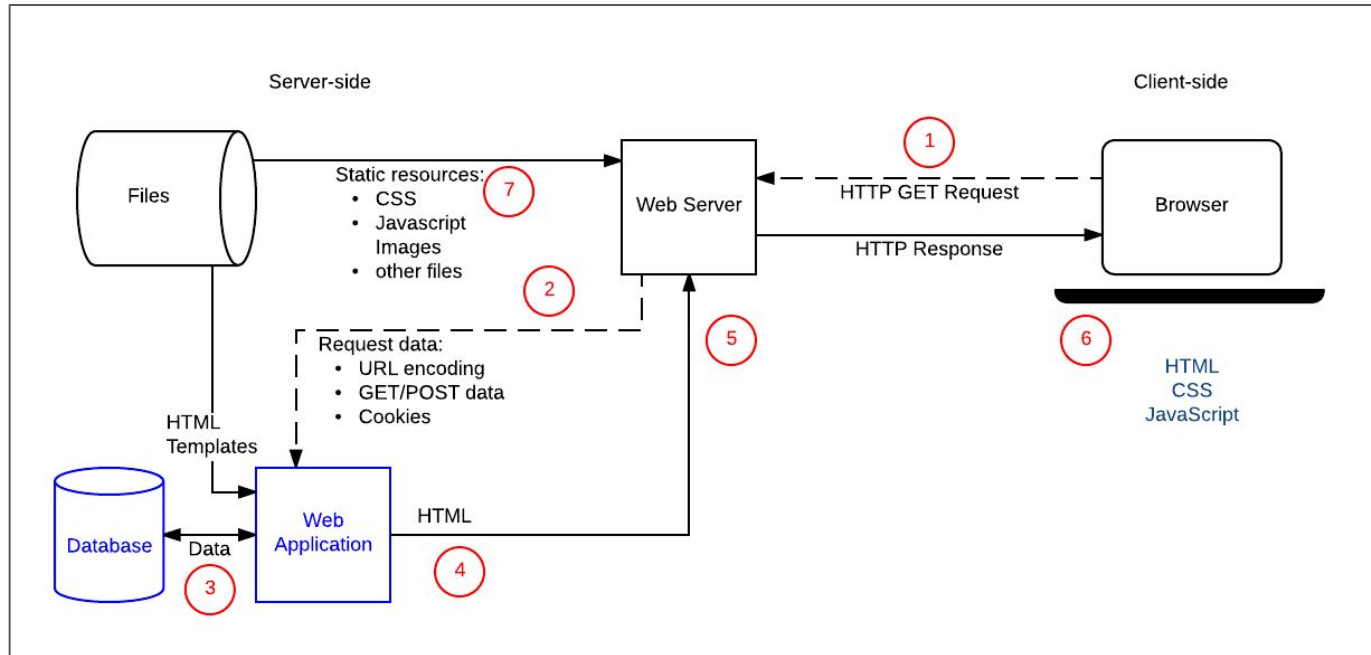 Server-side
Client-side
1
Files
Static resources:
7
• CSS
• Javascript
Images
• other files
Web Server
HTTP GET Request
Browser
HTTP Response
2
5
6
Request data:
• URL encoding
• GET/POST data
• Cookies
HTML
CSS
JavaScript
HTML
Templates
Database
Data
3
Web
Application
HTML
4